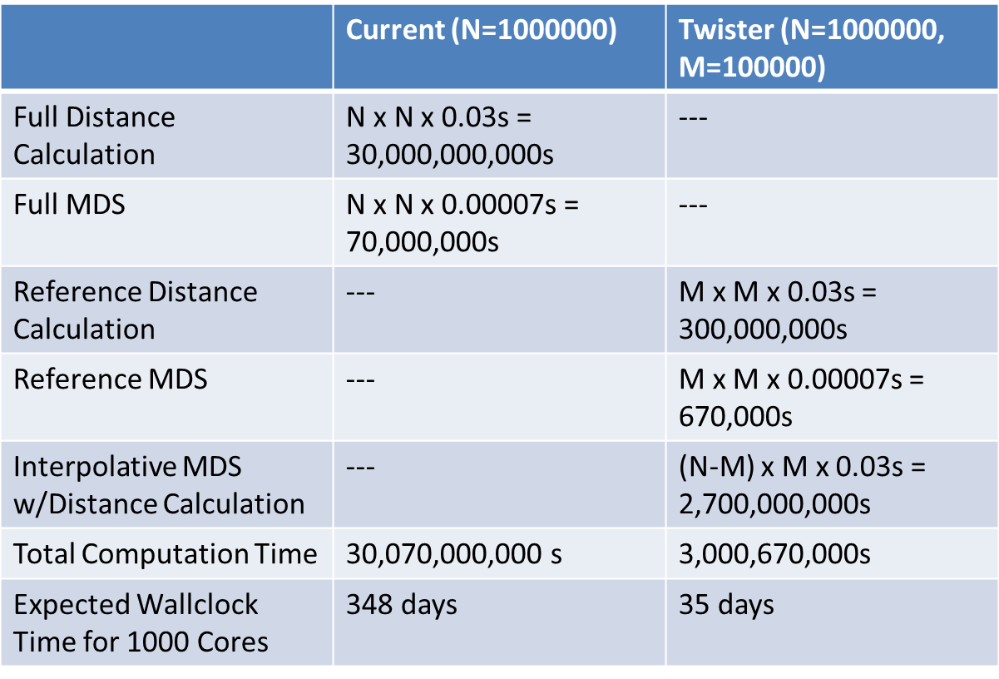 Current (N=1000000)
Twister (N=1000000,
M=100000)
Full Distance
Calculation
N x N x 0.03s =
30,000,000,000s
---
Full MDS
N x N x 0.00007s =
70,000,000s
---
Reference Distance
Calculation
---
M x M x 0.03s =
300,000,000s
Reference MDS
---
M x M x 0.00007s =
670,000s
Interpolative MDS
w/Distance Calculation
---
(N-M) x M x 0.03s =
2,700,000,000s
Total Computation Time
30,070,000,000 s
3,000,670,000s
Expected Wallclock
Time for 1000 Cores
348 days
35 days